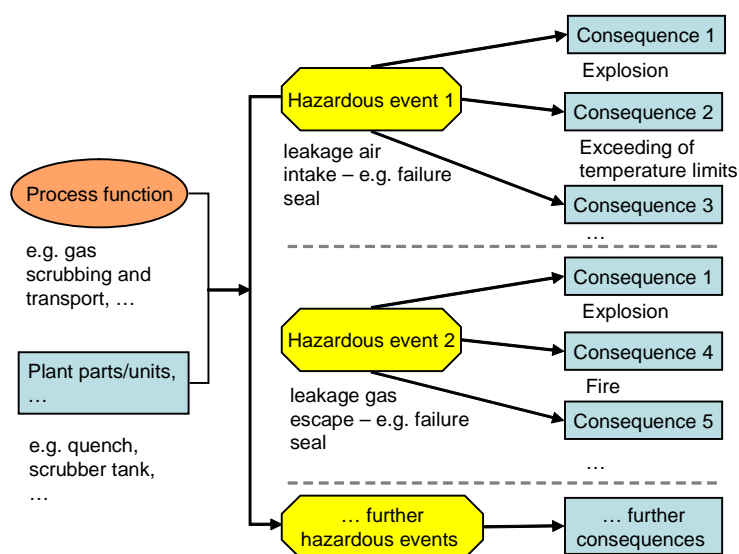 Process function
e.g. gas
scrubbing and
transport, …
Plant parts/units,
…
e.g. quench,
scrubber tank,
…
Hazardous event 1
leakage air
intake – e.g. failure
seal
Consequence 1
Explosion
Consequence 2
Exceeding of
temperature limits
Consequence 3
…
Hazardous event 2
leakage gas
escape – e.g. failure
seal
Consequence 1
Explosion
Consequence 4
Fire
Consequence 5
…
… further
hazardous events
… further
consequences